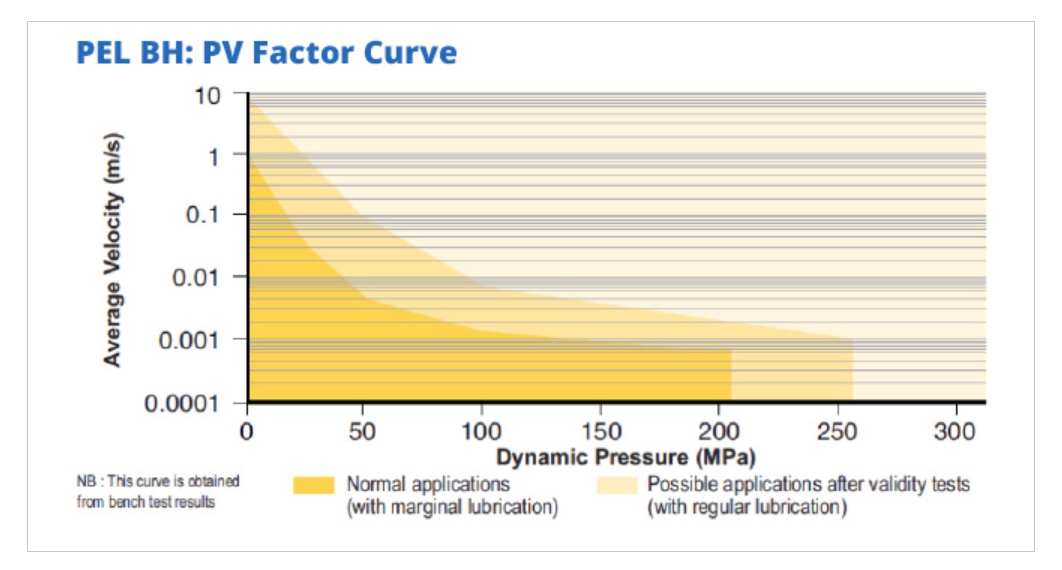 PEL BH: PV Factor Curve
Average Velocity (m/s)
10
1
0.1
0.01
0.001
0.0001
0 50 100 150 200 250 300
Dynamic Pressure (MPa)
NB : This curve is obtained
from bench test results
Normal applications
(with marginal lubrication)
Possible applications after validity tests
(with regular lubrication)